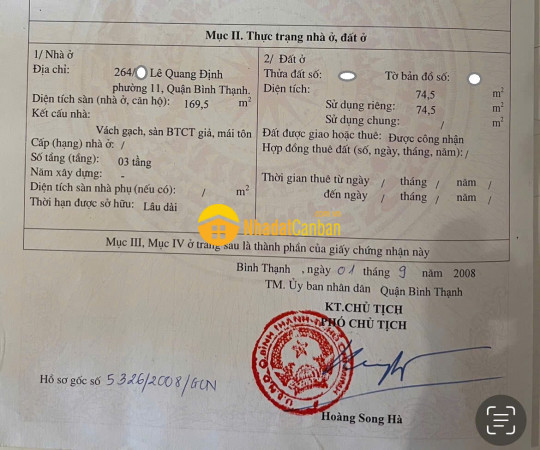 Mục II. Thực trạng nhà ở, đất ở
1/ Nhà ở
Địa chỉ: 264/ Lê Quang Định
phường 11, Quận Bình Thạnh.
Diện tích sàn (nhà ở, căn hộ): 169,5 m2
Kết cấu nhà:
Vách gạch, sàn BTCT giả, mái tôn
Cấp (hạng) nhà ở: /
Số tầng (tầng): 03 tầng
Năm xây dựng: -
Diện tích sàn nhà phụ (nếu có): / m2
Thời hạn được sở hữu: Lâu dài
2/ Đất ở
Thửa đất số: Tờ bản đồ số:
Diện tích: 74,5 m2
Sử dụng riêng: 74,5 m2
Sử dụng chung: / m2
Đất được giao hoặc thuê: Được công nhận
Hợp đồng thuê đất (số, ngày, tháng, năm): /
Thời gian thuê từ ngày / tháng / năm /
đến ngày / tháng / năm /
NhadatCanban
Mục III, Mục IV ở trang sau là thành phần của giấy chứng nhận này
Bình Thạnh , ngày 01 tháng 9 năm 2008
TM. Ủy ban nhân dân Quận Bình Thạnh
KT.CHỦ TỊCH
PHÓ CHỦ TỊCH
Hồ sơ gốc số 5326/2008/GCN
Hoàng Song Hà